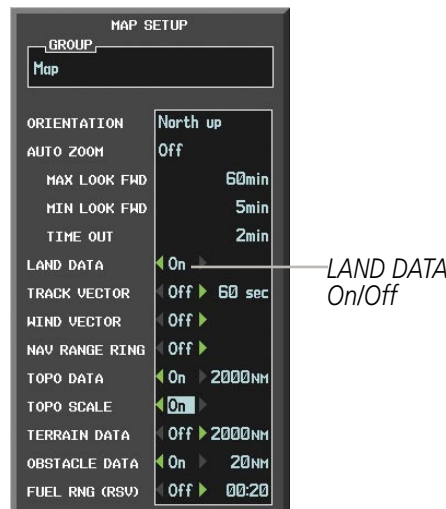 MAP SETUP
GROUP
Map
ORIENTATION North up
AUTO ZOOM Off
MAX LOOK FWD 60min
MIN LOOK FWD 5min
TIME OUT 2min
LAND DATA On
LAND DATA
On/Off
TRACK VECTOR Off 60 sec
WIND VECTOR Off
NAV RANGE RING Off
TOPO DATA On 2000NM
TOPO SCALE On
TERRAIN DATA Off 2000NM
OBSTACLE DATA On 20NM
FUEL RNG (RSV) Off 00:20